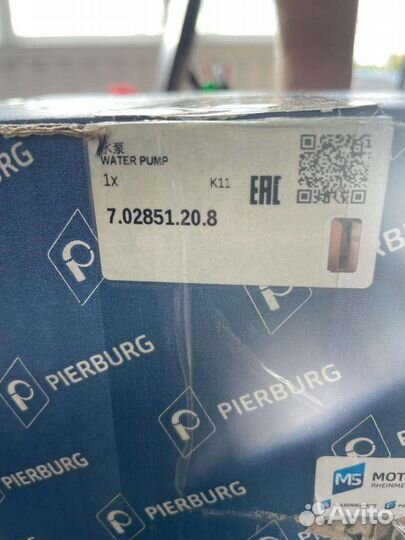 水泵
WATER PUMP
1x
K11
EAC
7.02851.20.8
PIERBURG
PIERBURG
PIERBURG
PIERBURG
PIERBURG
MS
MOT
RHEINME
Avito